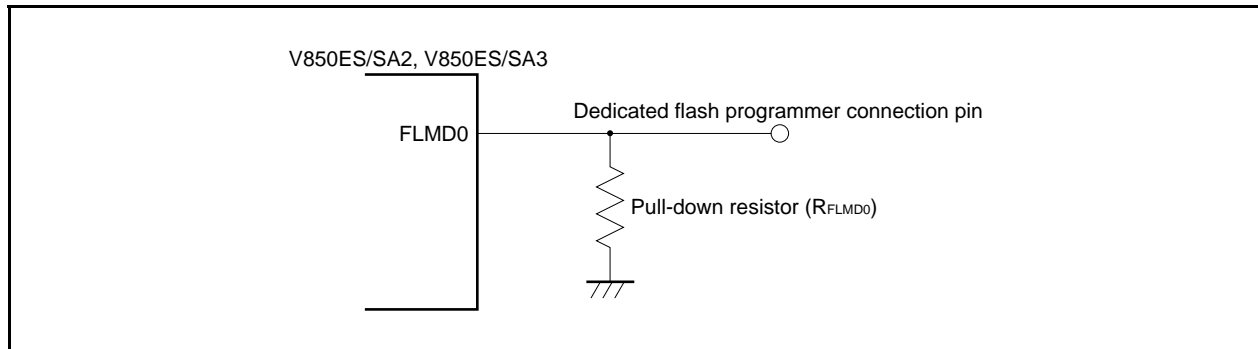 V850ES/SA2, V850ES/SA3
Dedicated flash programmer connection pin
FLMD0
Pull-down resistor (RFLMD0)